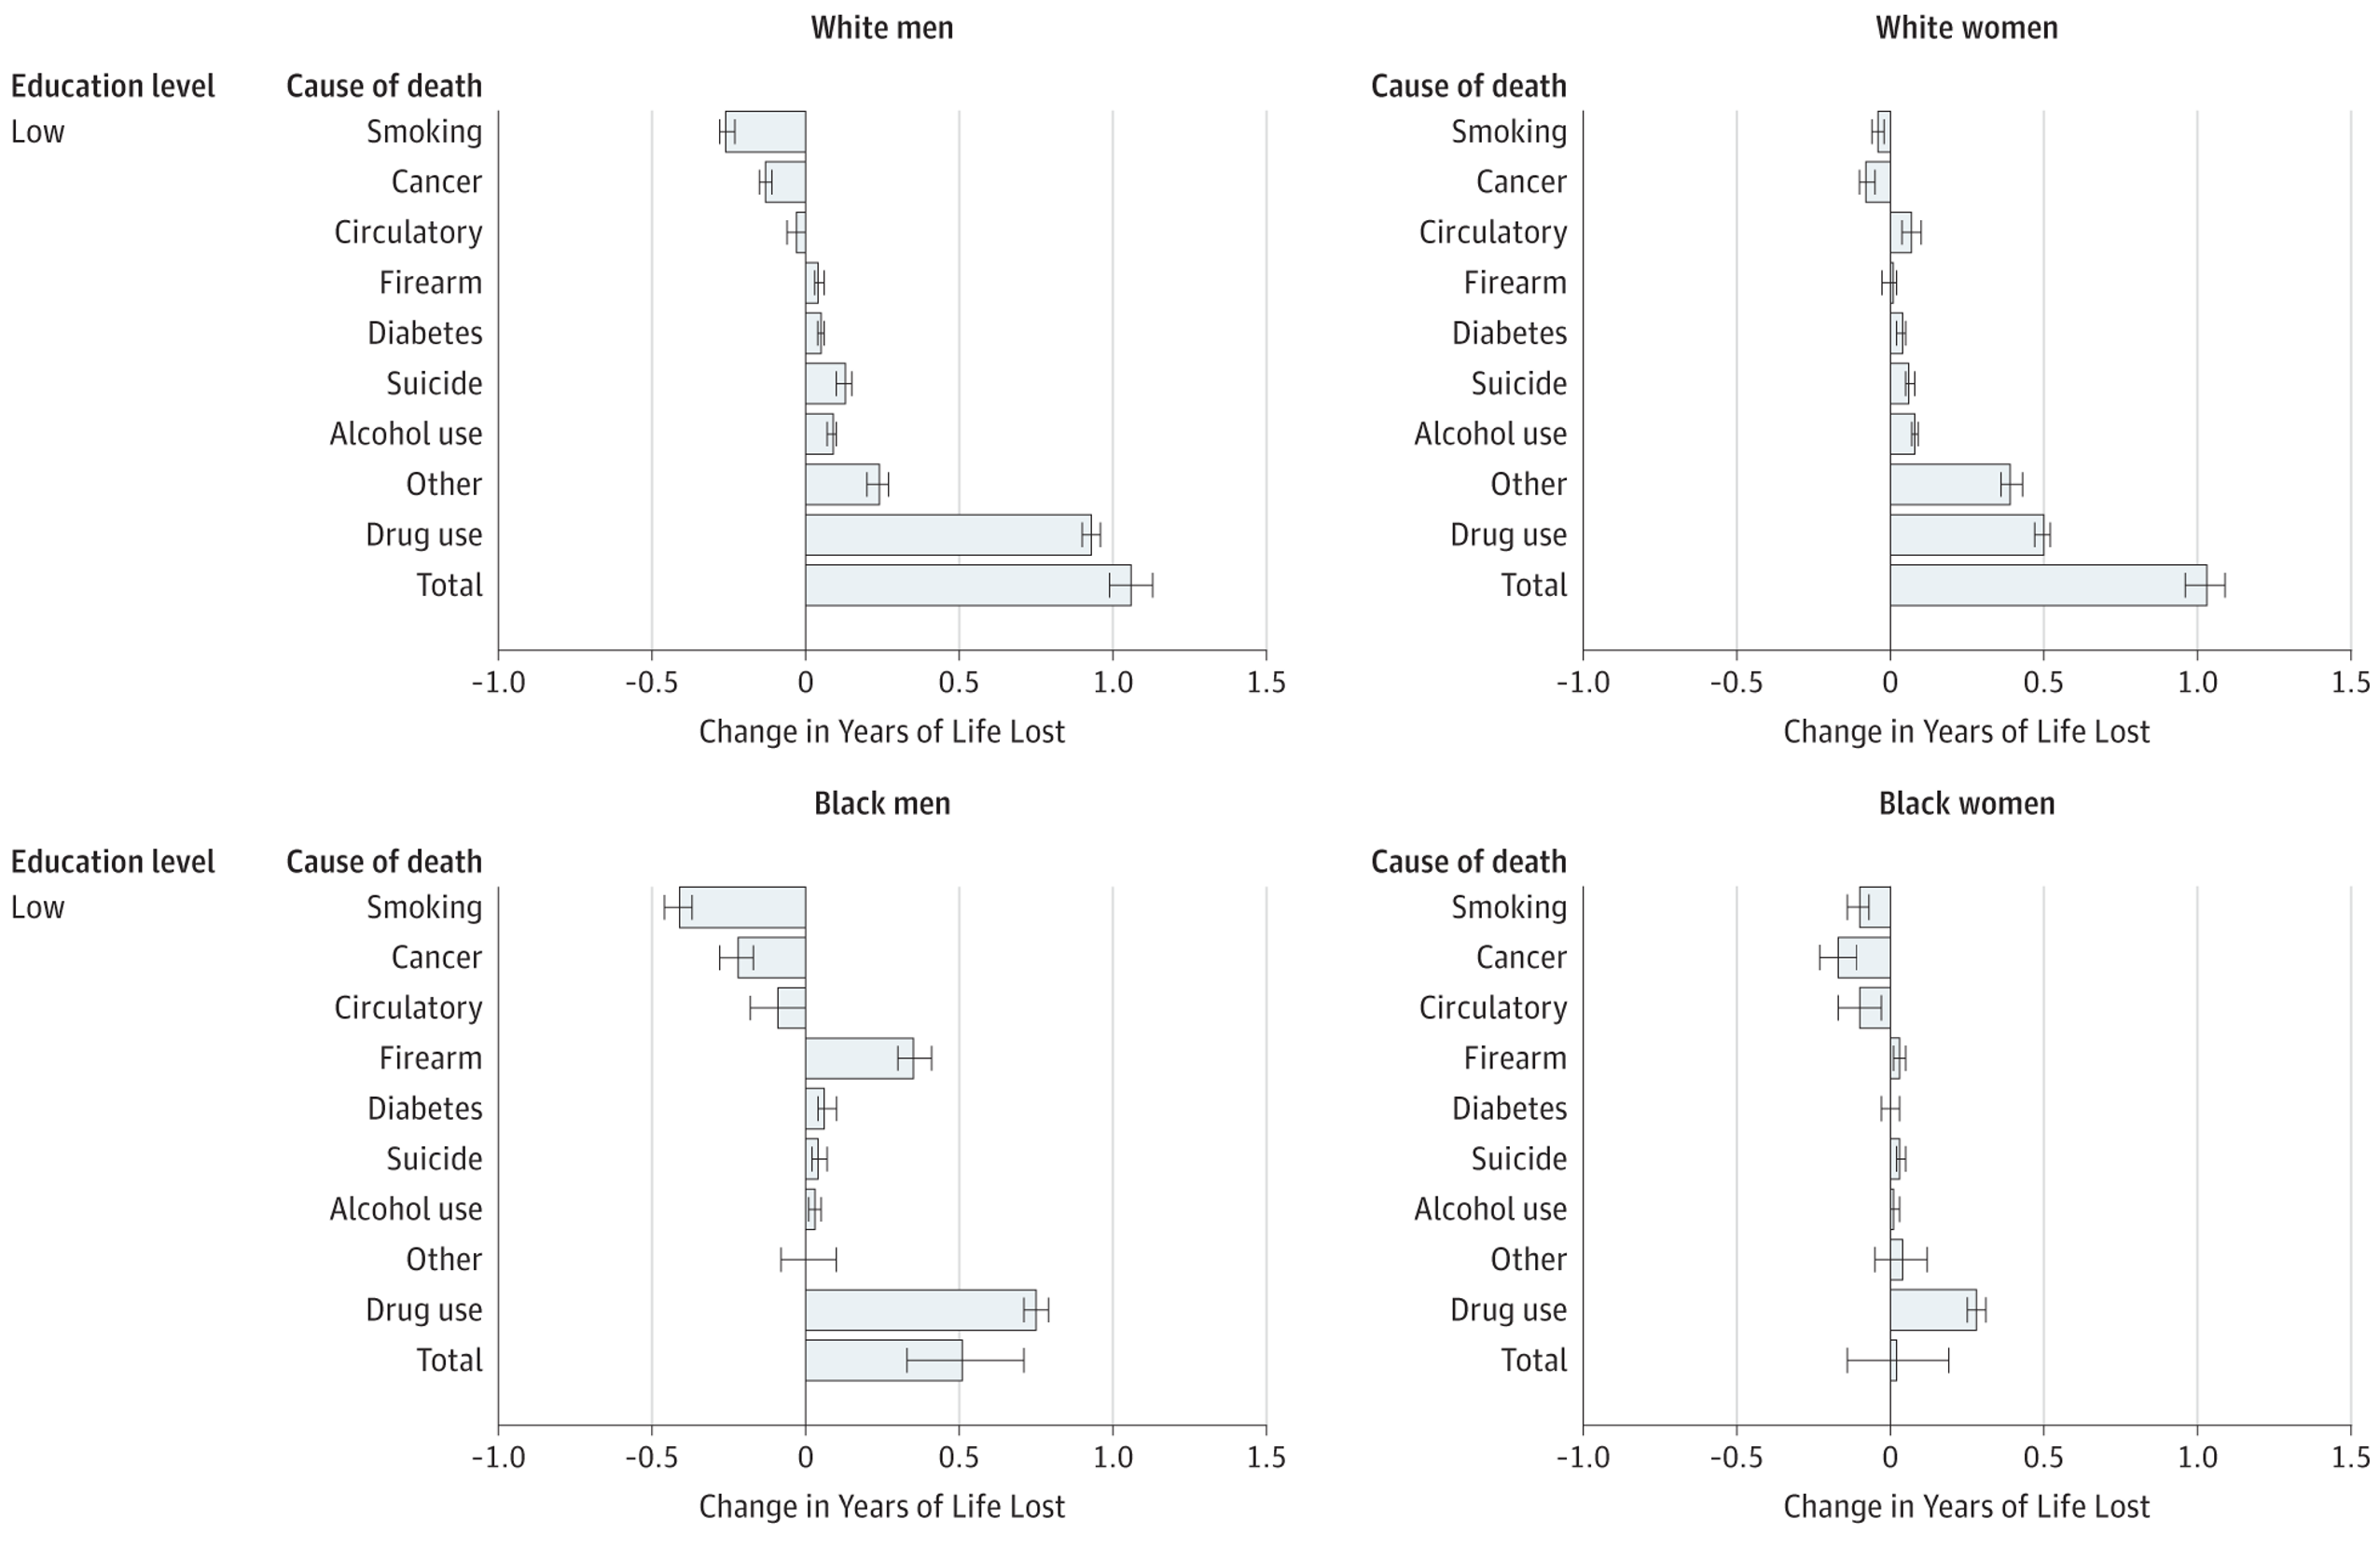 White men
White women
Education level Cause of death
Cause of death
Low Smoking
Smoking
Cancer
Cancer
Circulatory
Circulatory
Firearm
Firearm
Diabetes
Diabetes
Suicide
Suicide
Alcohol use
Alcohol use
Other
Other
Drug use
Drug use
Total
Total
-1.0 -0.5 0 0.5 1.0 1.5
-1.0 -0.5 0 0.5 1.0 1.5
Change in Years of Life Lost
Change in Years of Life Lost
Black men
Black women
Education level Cause of death
Cause of death
Low Smoking
Smoking
Cancer
Cancer
Circulatory
Circulatory
Firearm
Firearm
Diabetes
Diabetes
Suicide
Suicide
Alcohol use
Alcohol use
Other
Other
Drug use
Drug use
Total
Total
-1.0 -0.5 0 0.5 1.0 1.5
-1.0 -0.5 0 0.5 1.0 1.5
Change in Years of Life Lost
Change in Years of Life Lost